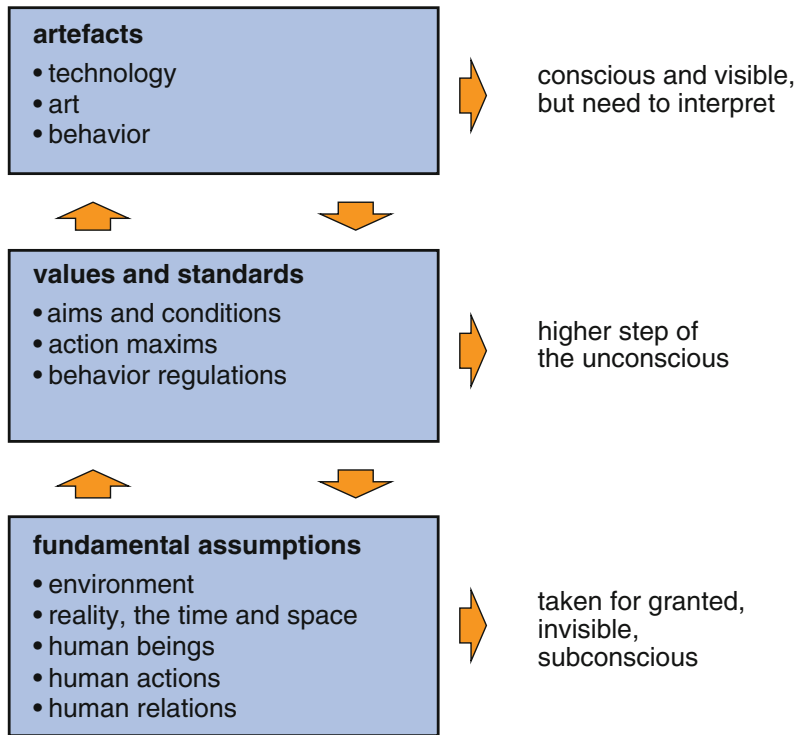 artefacts
• technology
• art
• behavior
conscious and visible,
but need to interpret
values and standards
• aims and conditions
• action maxims
• behavior regulations
higher step of
the unconscious
fundamental assumptions
• environment
• reality, the time and space
• human beings
• human actions
• human relations
taken for granted,
invisible,
subconscious